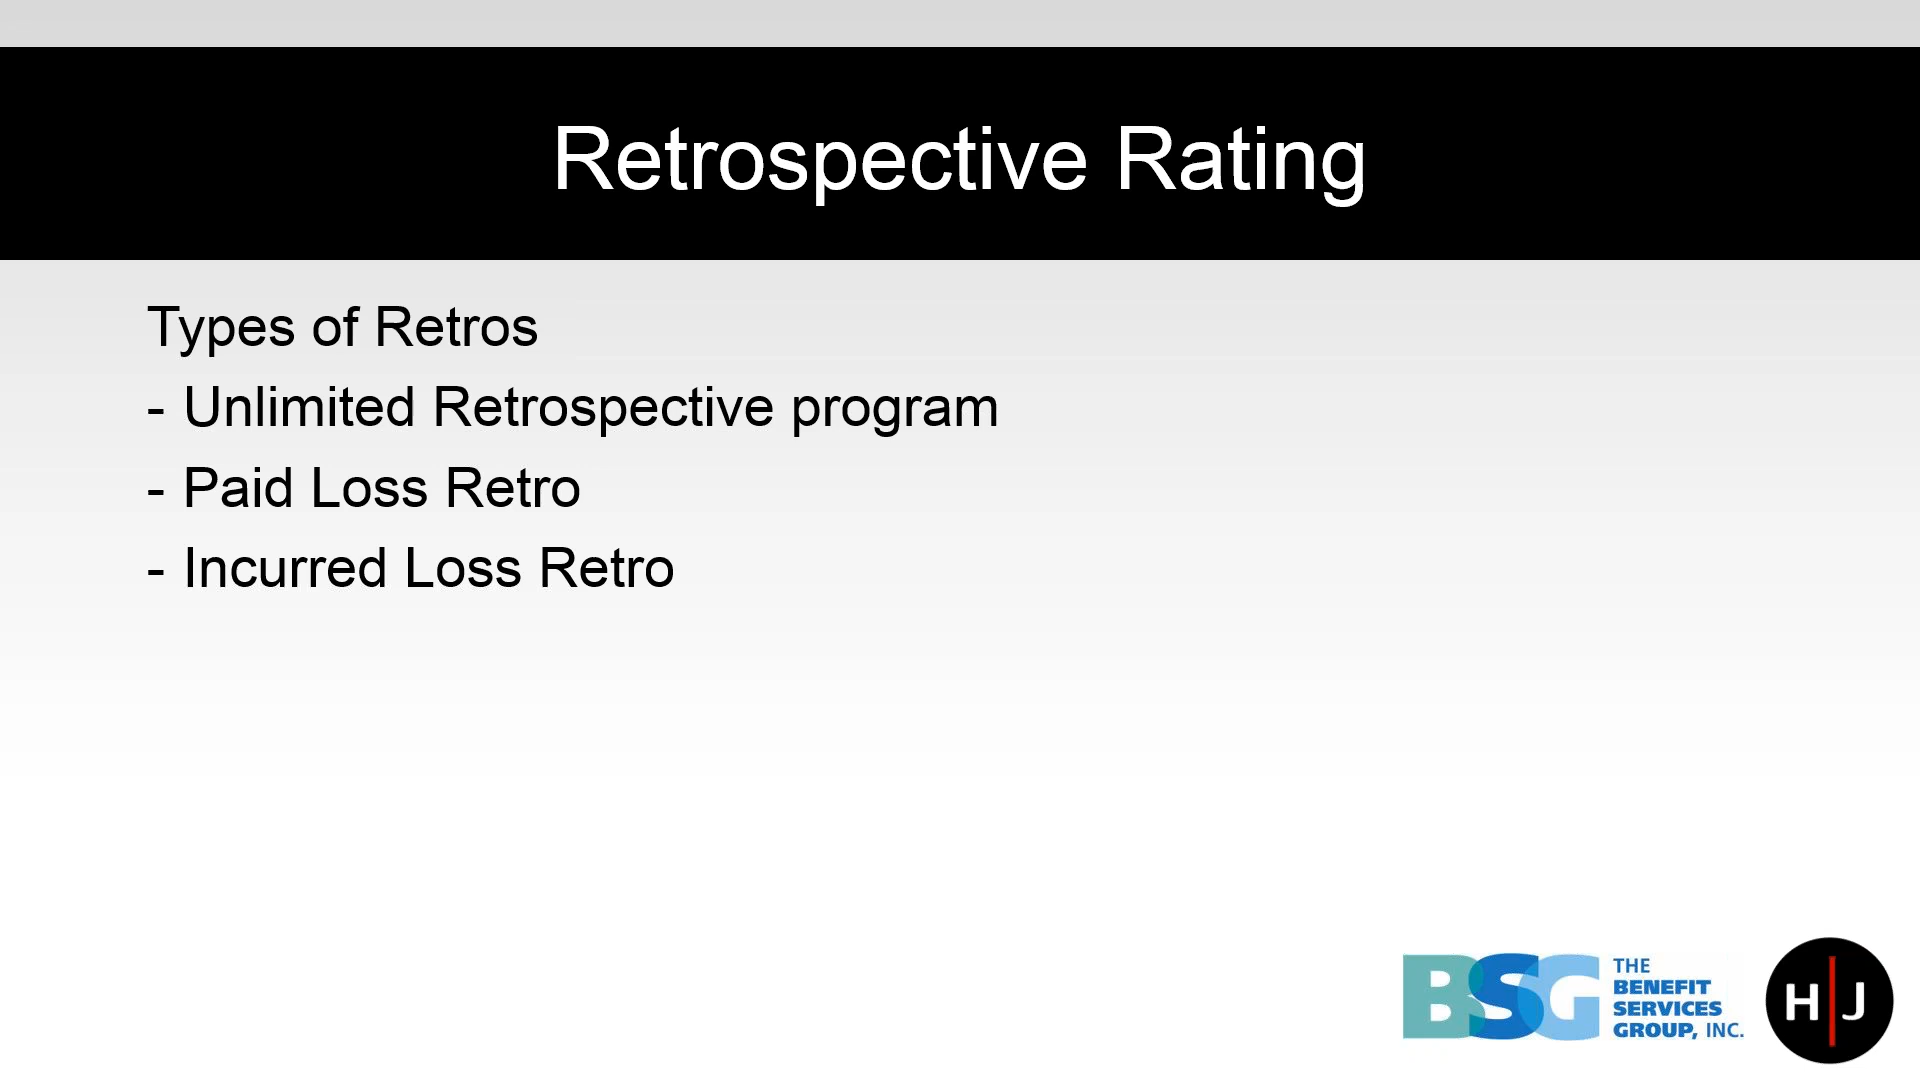 Retrospective Rating
Types of Retros
- Unlimited Retrospective program
- Paid Loss Retro
- Incurred Loss Retro
BSG
THE
BENEFIT
SERVICES
GROUP, INC.
H|J